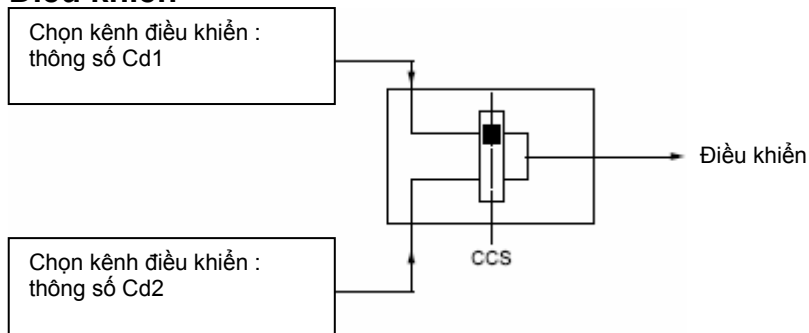 Điều khiển
Chọn kênh điều khiển :
thông số Cd1
Điều khiển
CCS
Chọn kênh điều khiển :
thông số Cd2